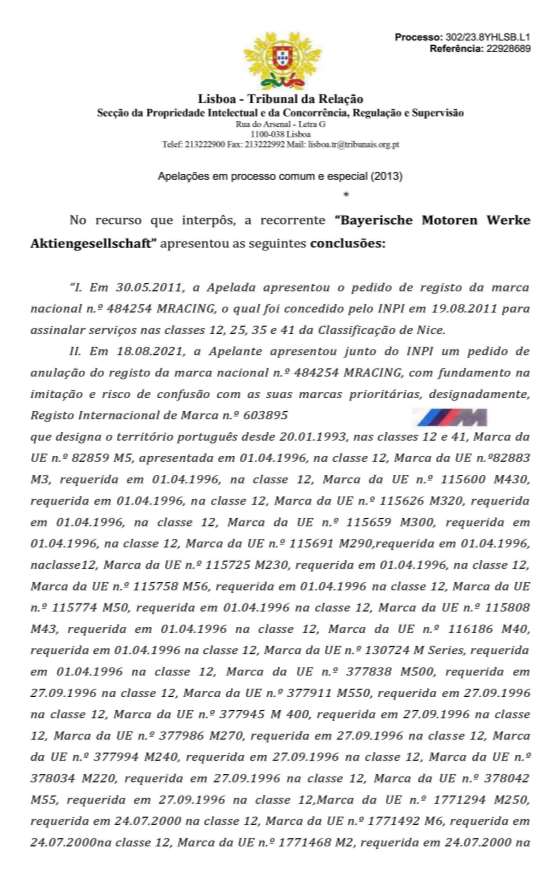 Processo: 302/23.8YHLSB.L1
Referência: 22928689
Lisboa - Tribunal da Relação
Secção da Propriedade Intelectual e da Concorrência, Regulação e Supervisão
Rua do Arsenal - Letra G
1100-038 Lisboa
Telef: 213222900 Fax: 213222992 Mail: lisboa.tr@tribunais.org.pt
Apelações em processo comum e especial (2013)
*
No recurso que interpôs, a recorrente “Bayerische Motoren Werke
Aktiengesellschaft” apresentou as seguintes conclusões:
“I. Em 30.05.2011, a Apelada apresentou o pedido de registo da marca
nacional n.º 484254 MRACING, o qual foi concedido pelo INPI em 19.08.2011 para
assinalar serviços nas classes 12, 25, 35 e 41 da Classificação de Nice.
II. Em 18.08.2021, a Apelante apresentou junto do INPI um pedido de
anulação do registo da marca nacional n.º 484254 MRACING, com fundamento na
imitação e risco de confusão com as suas marcas prioritárias, designadamente,
Registo Internacional de Marca n.º 603895 M
que designa o território português desde 20.01.1993, nas classes 12 e 41, Marca da
UE n.º 82859 M5, apresentada em 01.04.1996, na classe 12, Marca da UE n.º82883
M3, requerida em 01.04.1996, na classe 12, Marca da UE n.º 115600 M430,
requerida em 01.04.1996, na classe 12, Marca da UE n.º 115626 M320, requerida
em 01.04.1996, na classe 12, Marca da UE n.º 115659 M300, requerida em
01.04.1996, na classe 12, Marca da UE n.º 115691 M290,requerida em 01.04.1996,
naclasse12, Marca da UE n.º 115725 M230, requerida em 01.04.1996, na classe 12,
Marca da UE n.º 115758 M56, requerida em 01.04.1996 na classe 12, Marca da UE
n.º 115774 M50, requerida em 01.04.1996 na classe 12, Marca da UE n.º 115808
M43, requerida em 01.04.1996 na classe 12, Marca da UE n.º 116186 M40,
requerida em 01.04.1996 na classe 12, Marca da UE n.º 130724 M Series, requerida
em 01.04.1996 na classe 12, Marca da UE n.º 377838 M500, requerida em
27.09.1996 na classe 12, Marca da UE n.º 377911 M550, requerida em 27.09.1996
na classe 12, Marca da UE n.º 377945 M 400, requerida em 27.09.1996 na classe
12, Marca da UE n.º 377986 M270, requerida em 27.09.1996 na classe 12, Marca
da UE n.º 377994 M240, requerida em 27.09.1996 na classe 12, Marca da UE n.º
378034 M220, requerida em 27.09.1996 na classe 12, Marca da UE n.º 378042
M55, requerida em 27.09.1996 na classe 12,Marca da UE n.º 1771294 M250,
requerida em 24.07.2000 na classe 12, Marca da UE n.º 1771492 M6, requerida em
24.07.2000na classe 12, Marca da UE n.º 1771468 M2, requerida em 24.07.2000 na